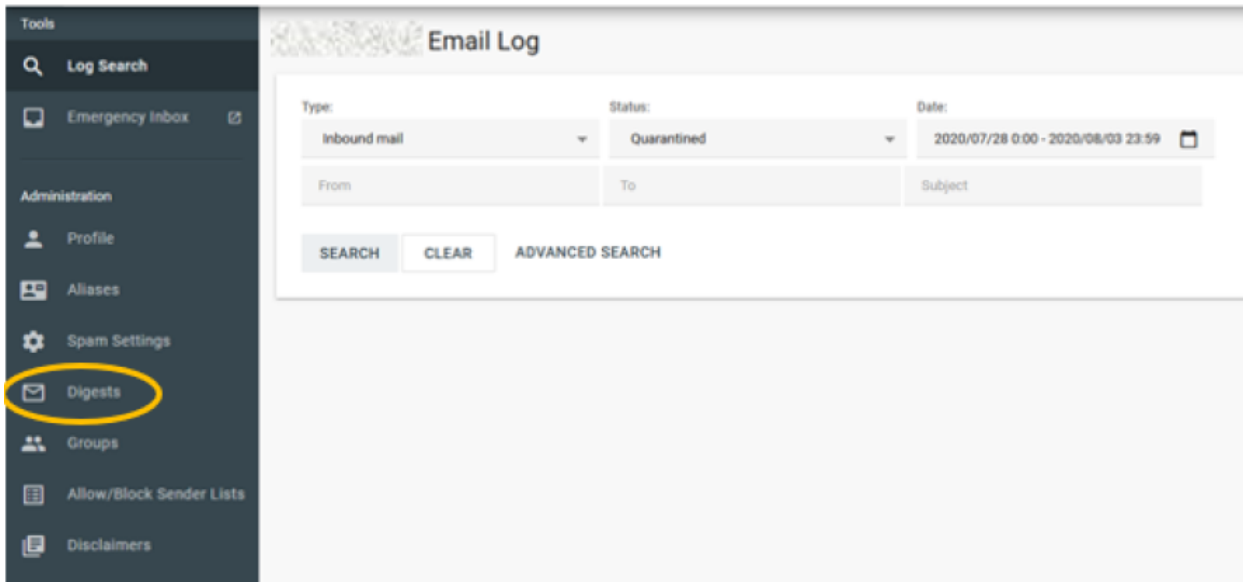 Tools
Log Search
Emergency Inbox
Administration
Profile
Aliases
Spam Settings
Digests
Groups
Allow/Block Sender Lists
Disclaimers
Email Log
Type: Status: Date:
Inbound mail Quarantined 2020/07/28 0:00 - 2020/08/03 23:59
From To Subject
SEARCH CLEAR ADVANCED SEARCH